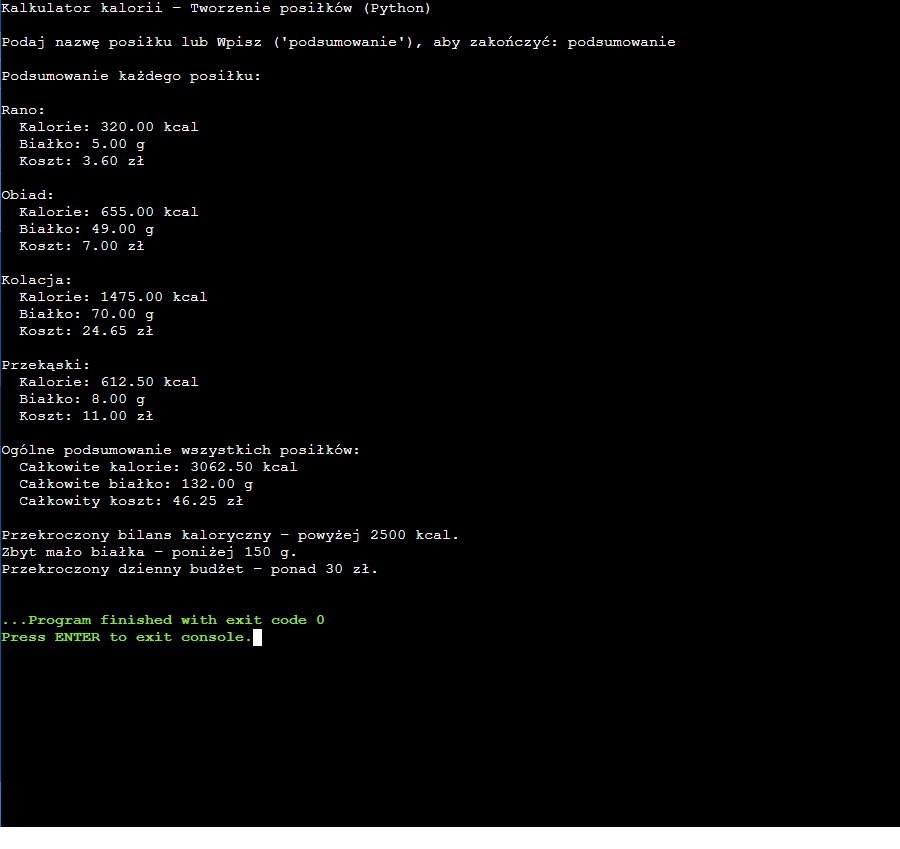 Kalkulator kalorii – Tworzenie posiłków (Python)
Podaj nazwę posiłku lub Wpisz ('podsumowanie'), aby zakończyć: podsumowanie
Podsumowanie każdego posiłku:
Rano:
Kalorie: 320.00 kcal
Białko: 5.00 g
Koszt: 3.60 zł
Obiad:
Kalorie: 655.00 kcal
Białko: 49.00 g
Koszt: 7.00 zł
Kolacja:
Kalorie: 1475.00 kcal
Białko: 70.00 g
Koszt: 24.65 zł
Przekąski:
Kalorie: 612.50 kcal
Białko: 8.00 g
Koszt: 11.00 zł
Ogólne podsumowanie wszystkich posiłków:
Całkowite kalorie: 3062.50 kcal
Całkowite białko: 132.00 g
Całkowity koszt: 46.25 zł
Przekroczony bilans kaloryczny – powyżej 2500 kcal.
Zbyt mało białka – poniżej 150 g.
Przekroczony dzienny budżet – ponad 30 zł.
...Program finished with exit code 0
Press ENTER to exit console.